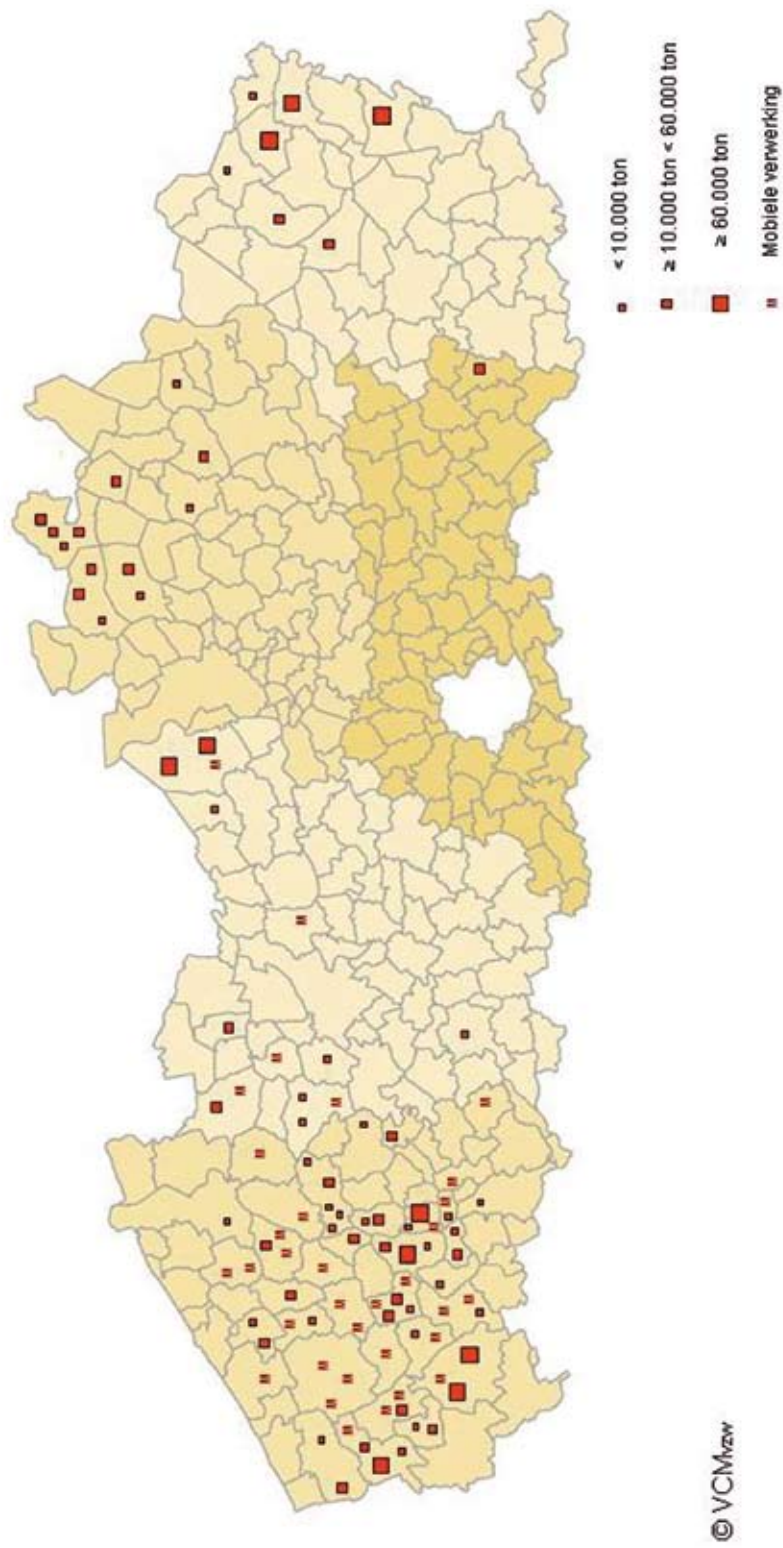 < 10.000 ton
≥ 10.000 ton < 60.000 ton
≥ 60.000 ton
Mobiele verwerking
© VCMvzw